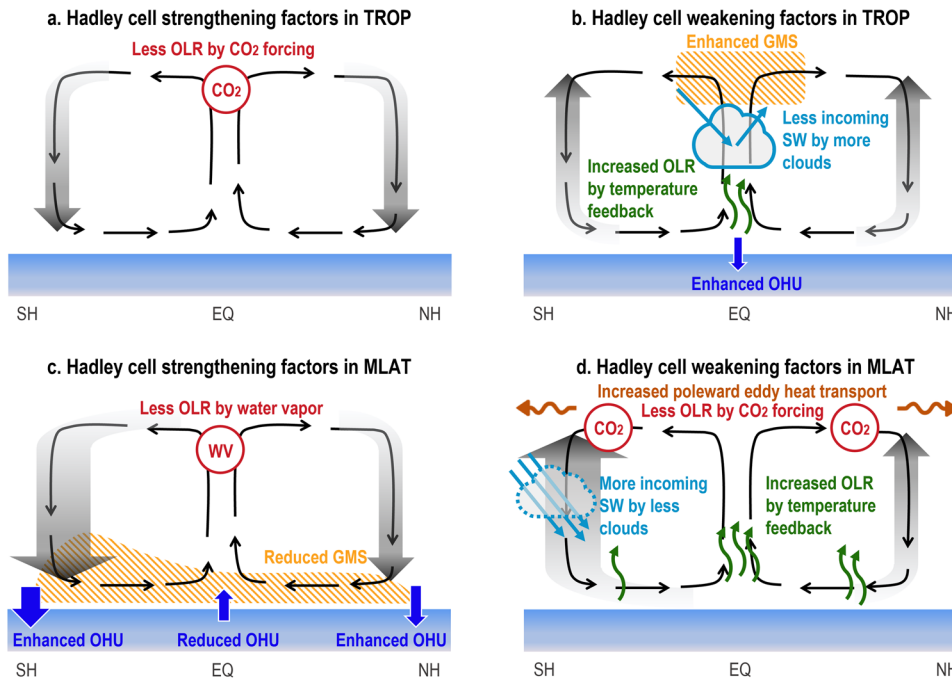 a. Hadley cell strengthening factors in TROP
Less OLR by CO₂ forcing
CO₂
SH
EQ
NH
b. Hadley cell weakening factors in TROP
Enhanced GMS
Less incoming
SW by more
clouds
Increased OLR
by temperature
feedback
Enhanced OHU
SH
EQ
NH
c. Hadley cell strengthening factors in MLAT
Less OLR by water vapor
WV
Reduced GMS
Enhanced OHU
Reduced OHU
Enhanced OHU
SH
EQ
NH
d. Hadley cell weakening factors in MLAT
Increased poleward eddy heat transport
Less OLR by CO₂ forcing
CO₂
CO₂
More incoming
SW by less
clouds
Increased OLR
by temperature
feedback
SH
EQ
NH